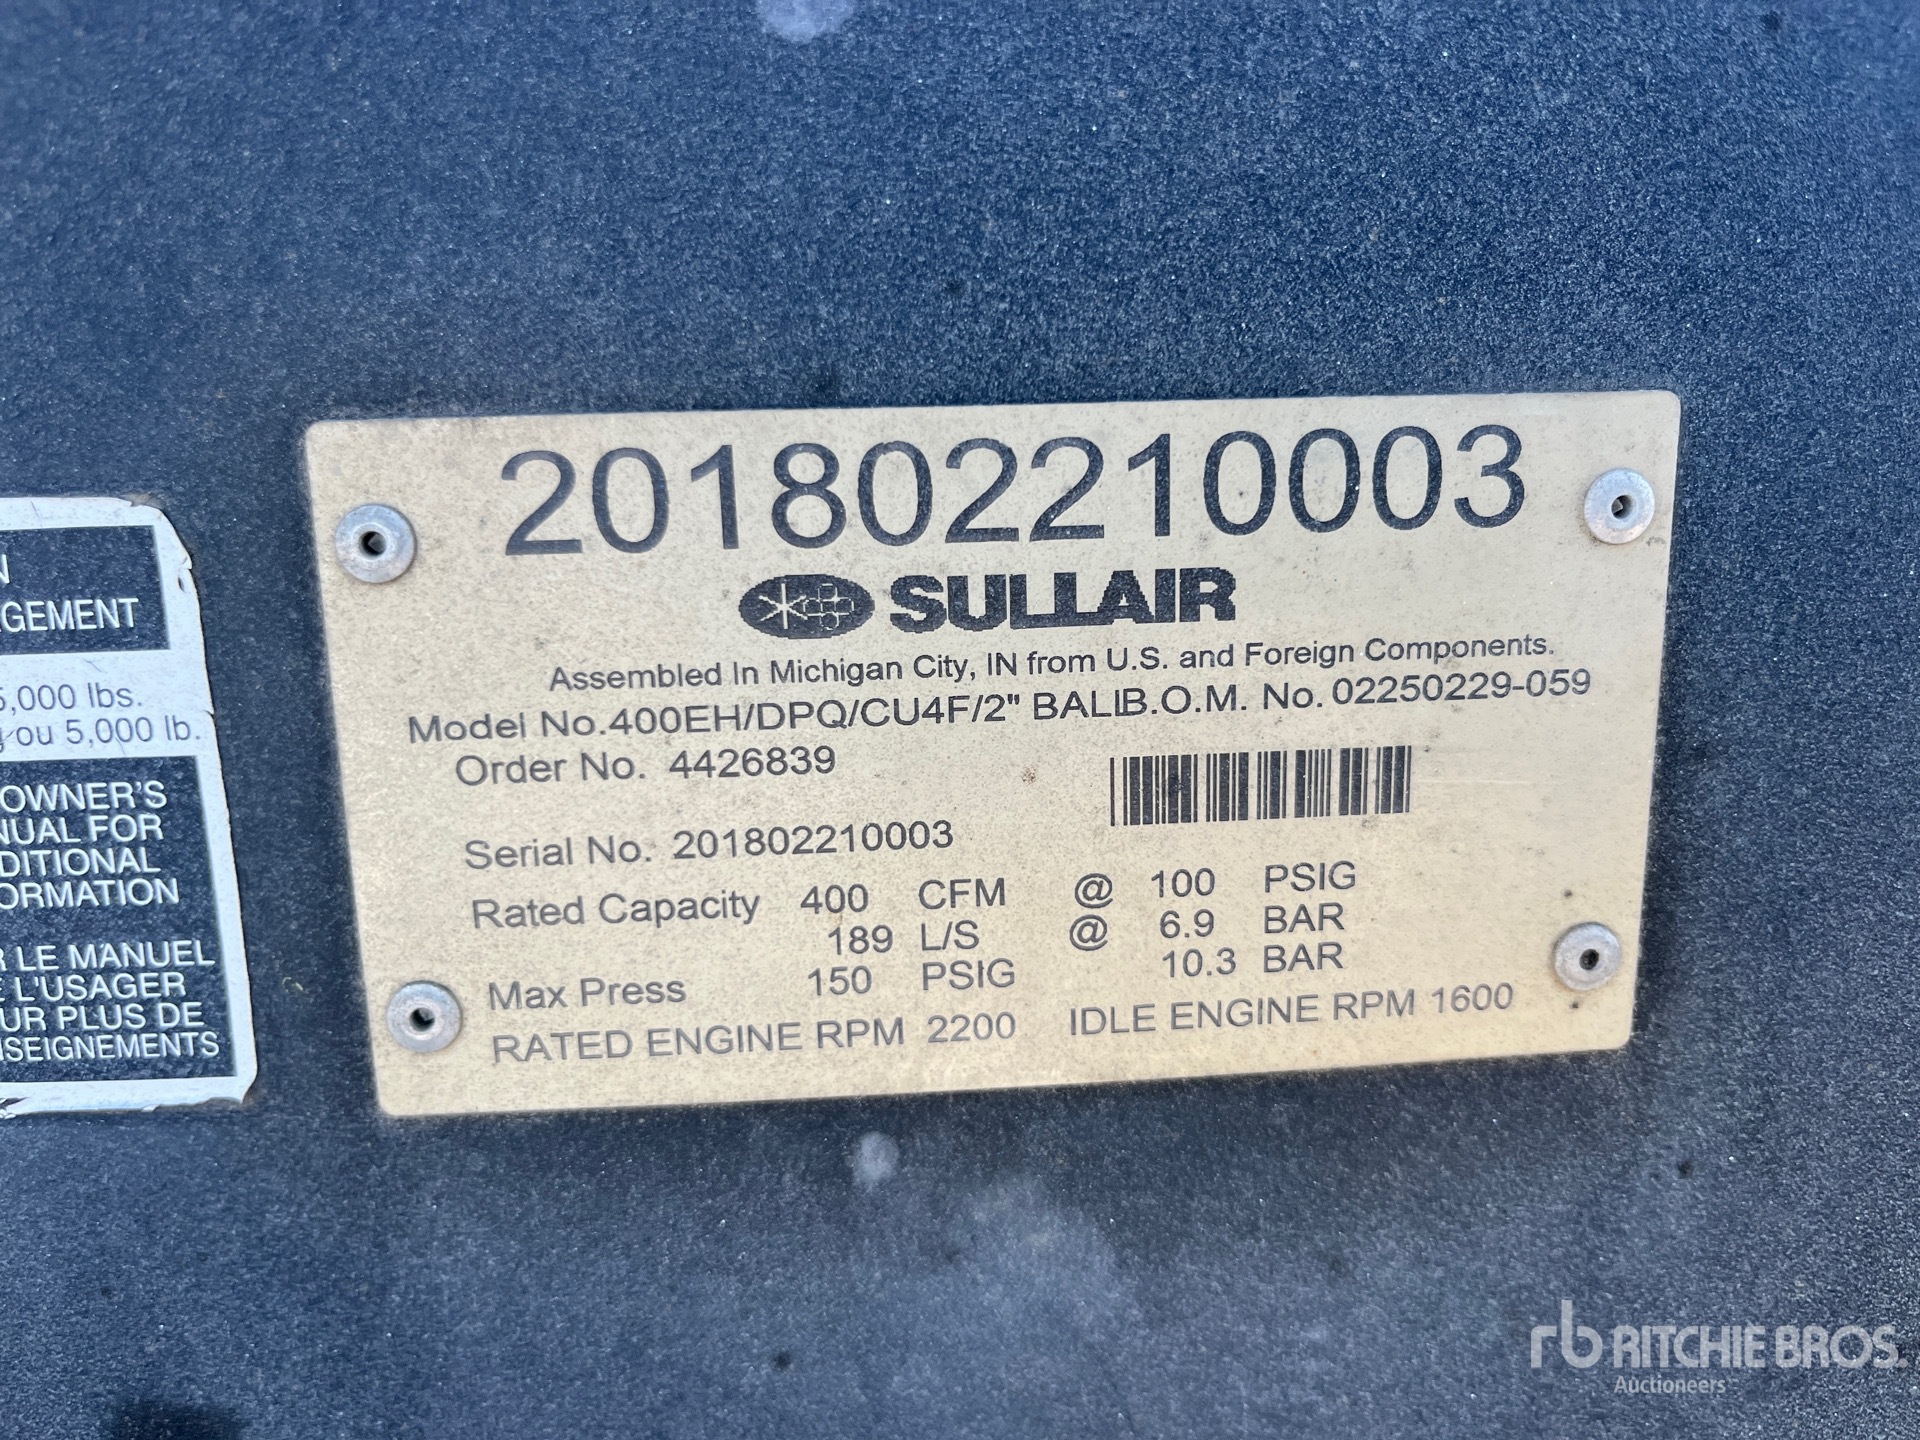 201802210003
SULLAIR
Assembled In Michigan City, IN from U.S. and Foreign Components.
Model No.400EH/DPQ/CU4F/2" BALLB.O.M. No. 02250229-059
Order No. 4426839
Serial No. 201802210003
Rated Capacity 400 CFM @ 100 PSIG
189 L/S @ 6.9 BAR
Max Press 150 PSIG 10.3 BAR
RATED ENGINE RPM 2200 IDLE ENGINE RPM 1600
N
GEMENT
5,000 lbs.
g ou 5,000 lb.
OWNER'S
NUAL FOR
DITIONAL
ORMATION
R LE MANUEL
E L'USAGER
UR PLUS DE
NSEIGNEMENTS
rb RITCHIE BROS.
Auctioneers